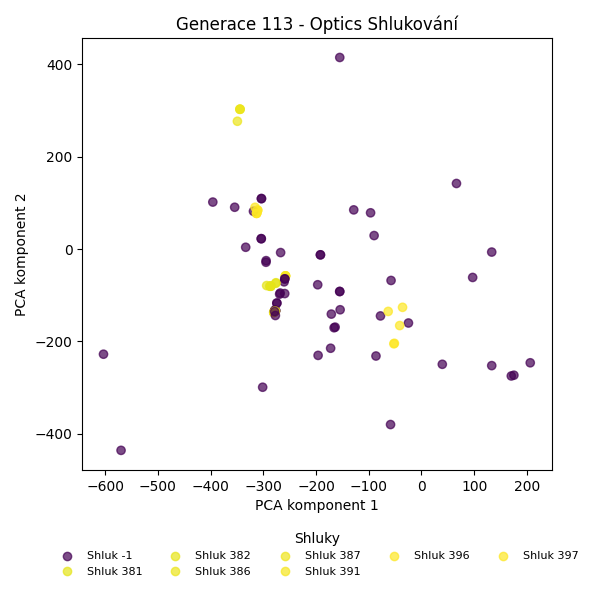 Generace 113 - Optics Shlukování
400
200
0
−200
−400
PCA komponent 2
−600 −500 −400 −300 −200 −100 0 100 200
PCA komponent 1
Shluky
Shluk -1 Shluk 382 Shluk 387 Shluk 396 Shluk 397
Shluk 381 Shluk 386 Shluk 391